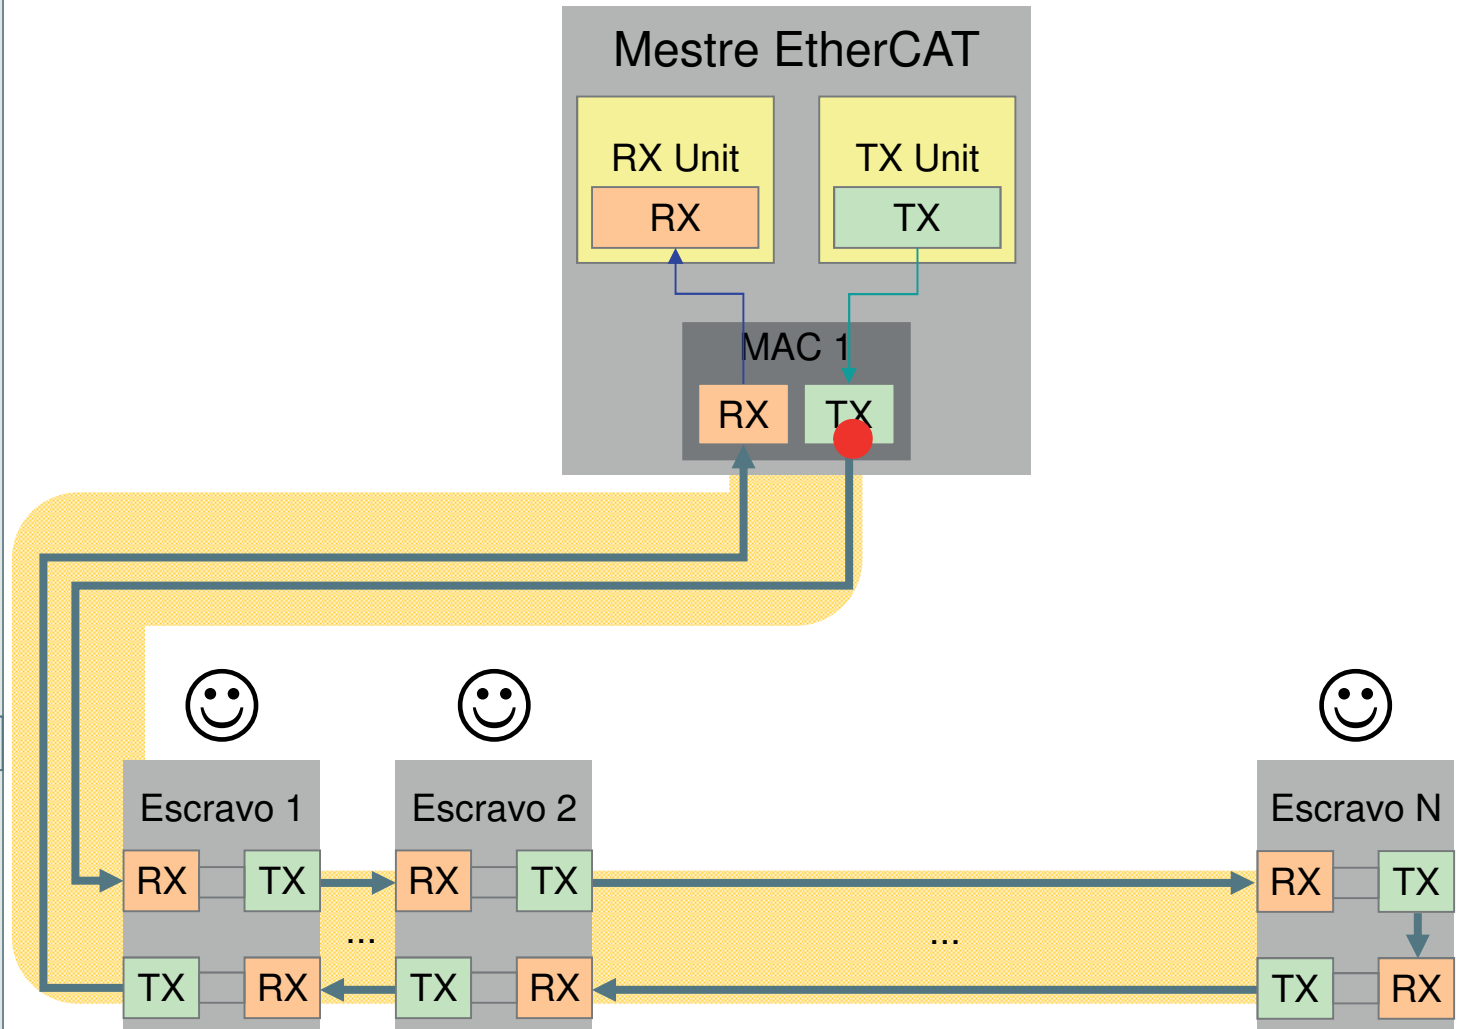 Mestre EtherCAT
RX Unit
TX Unit
RX
TX
MAC 1
RX
TX
Escravo 1
Escravo 2
Escravo N
RX
TX
RX
TX
RX
TX
...
...
TX
RX
TX
RX
TX
RX